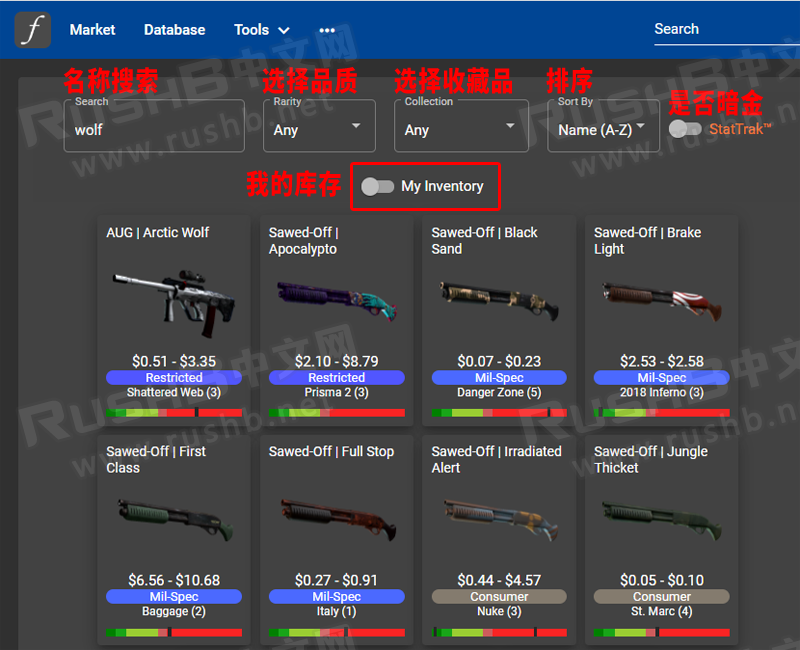 f Market Database Tools ••• Search
名称搜索 选择品质 选择收藏品 排序 是否暗金
Search Rarity Collection Sort By
wolf Any Any Name (A-Z) StatTrak™
我的库存 My Inventory
AUG | Arctic Wolf
$0.51 - $3.35
Restricted
Shattered Web (3)
Sawed-Off |
Apocalypto
$2.10 - $8.79
Restricted
Prisma 2 (3)
Sawed-Off | Black
Sand
$0.07 - $0.23
Mil-Spec
Danger Zone (5)
Sawed-Off | Brake
Light
$2.53 - $2.58
Mil-Spec
2018 Inferno (3)
Sawed-Off | First
Class
$6.56 - $10.68
Mil-Spec
Baggage (2)
Sawed-Off | Full Stop
$0.27 - $0.91
Mil-Spec
Italy (1)
Sawed-Off | Irradiated
Alert
$0.44 - $4.57
Consumer
Nuke (3)
Sawed-Off | Jungle
Thicket
$0.05 - $0.10
Consumer
St. Marc (4)
RUSHB中文网
www.rushb.net